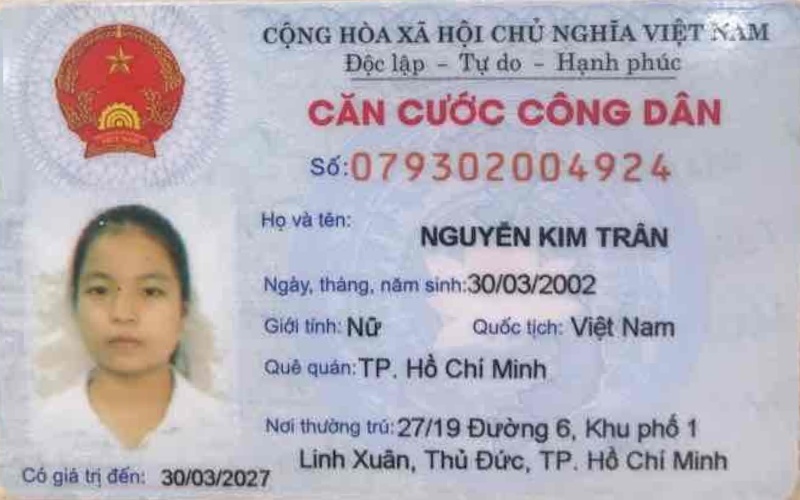 CỘNG HÒA XÃ HỘI CHỦ NGHĨA VIỆT NAM
Độc lập - Tự do - Hạnh phúc
CĂN CƯỚC CÔNG DÂN
Số:079302004924
Họ và tên:
NGUYỄN KIM TRÂN
Ngày, tháng, năm sinh:30/03/2002
Giới tính: Nữ Quốc tịch: Việt Nam
Quê quán:TP. Hồ Chí Minh
Nơi thường trú:27/19 Đường 6, Khu phố 1
Linh Xuân, Thủ Đức, TP. Hồ Chí Minh
Có giá trị đến: 30/03/2027